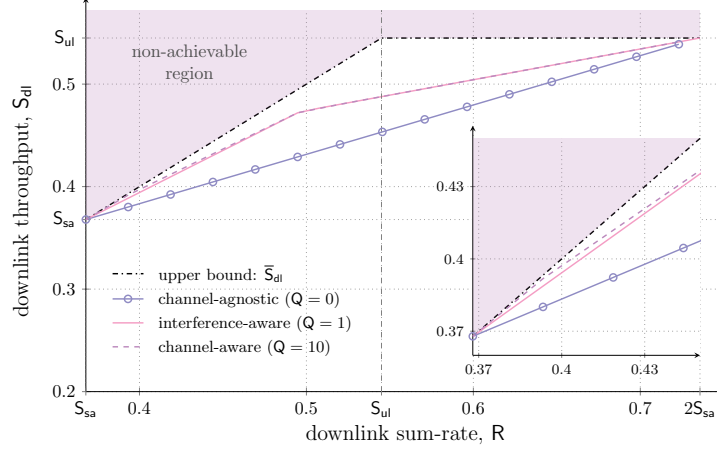 S_ul
0.5
0.4
S_sa
0.3
0.2
downlink throughput, S_dl
non-achievable
region
upper bound: S̅_dl
channel-agnostic (Q = 0)
interference-aware (Q = 1)
channel-aware (Q = 10)
0.43
0.4
0.37
0.37 0.4 0.43
S_sa 0.4 0.5 S_ul 0.6 0.7 2S_sa
downlink sum-rate, R